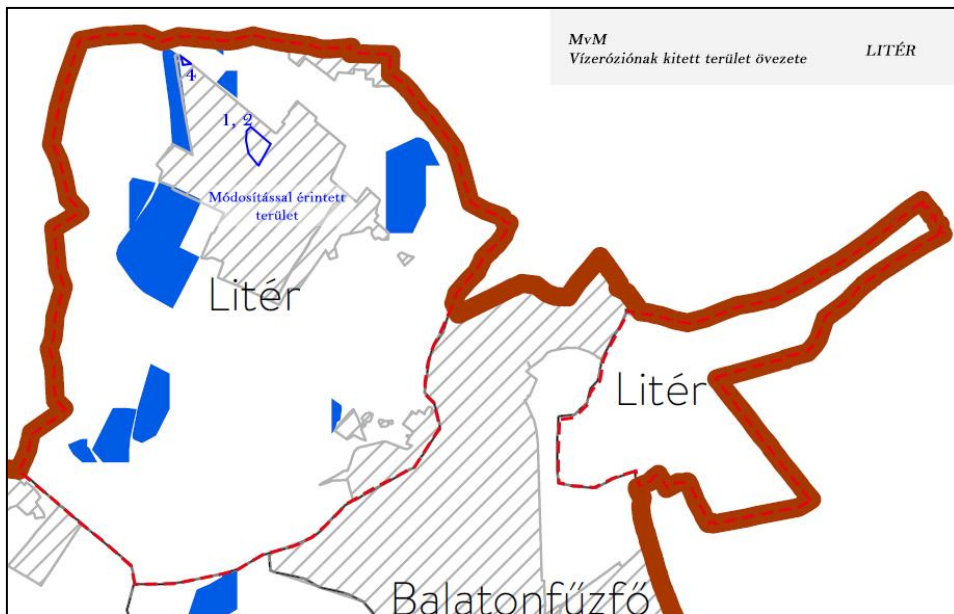 MvM
Vízeróziónak kitett terület övezete
LITÉR
4
1, 2
Módosítással érintett
terület
Litér
Litér
Balatonfűzfő